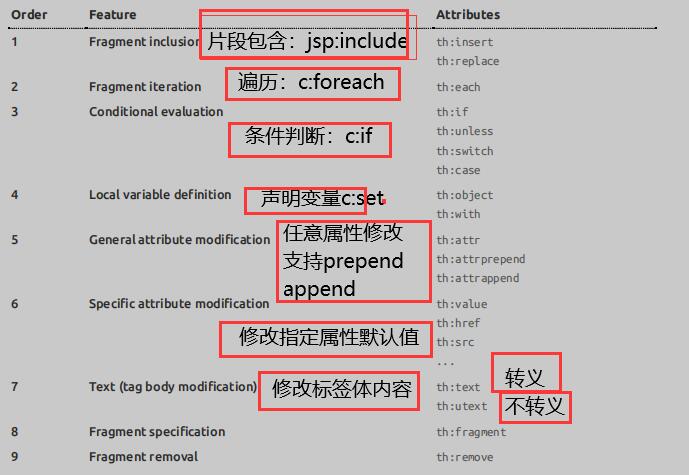 Order Feature Attributes
1 Fragment inclusion 片段包含：jsp:include th:insert
th:replace
2 Fragment iteration 遍历：c:foreach th:each
3 Conditional evaluation th:if
条件判断：c:if th:unless
th:switch
th:case
4 Local variable definition 声明变量c:set th:object
th:with
5 General attribute modification 任意属性修改 th:attr
支持prepend th:attrprepend
append th:attrappend
6 Specific attribute modification th:value
th:href
修改指定属性默认值 th:src
...
7 Text (tag body modification) 修改标签体内容 th:text 转义
th:utext 不转义
8 Fragment specification th:fragment
9 Fragment removal th:remove